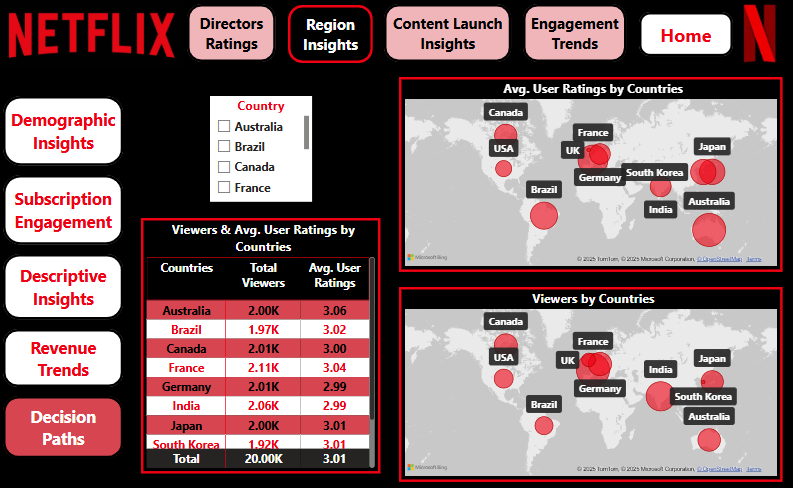 NETFLIX
Directors
Ratings
Region
Insights
Content Launch
Insights
Engagement
Trends
Home
N
Demographic
Insights
Subscription
Engagement
Descriptive
Insights
Revenue
Trends
Decision
Paths
Country
Australia
Brazil
Canada
France
Viewers & Avg. User Ratings by
Countries
Countries Total Viewers Avg. User Ratings
Australia 2.00K 3.06
Brazil 1.97K 3.02
Canada 2.01K 3.00
France 2.11K 3.04
Germany 2.01K 2.99
India 2.06K 2.99
Japan 2.00K 3.01
South Korea 1.92K 3.01
Total 20.00K 3.01
Avg. User Ratings by Countries
Canada
USA
France
UK
Germany
South Korea
Japan
Brazil
India
Australia
Microsoft Bing
© 2025 TomTom, © 2025 Microsoft Corporation, © OpenStreetMap Terms
Viewers by Countries
Canada
USA
France
UK
Germany
India
Japan
South Korea
Brazil
Australia
Microsoft Bing
© 2025 TomTom, © 2025 Microsoft Corporation, © OpenStreetMap Terms